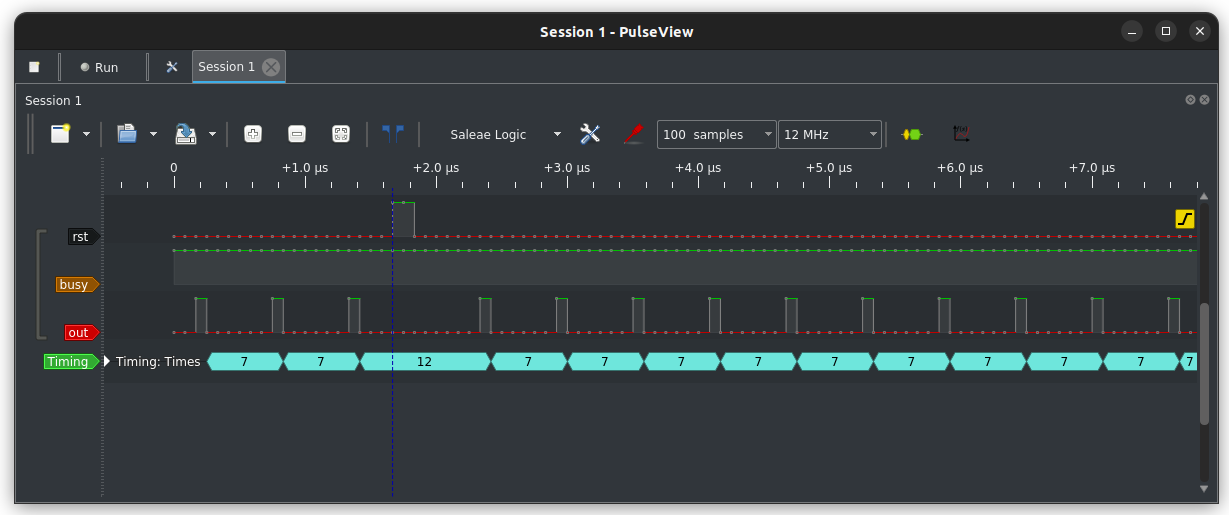 Session 1 - PulseView
Run
Session 1
Session 1
Saleae Logic
100 samples
12 MHz
0 +1.0 µs +2.0 µs +3.0 µs +4.0 µs +5.0 µs +6.0 µs +7.0 µs
rst
busy
out
Timing Timing: Times 7 7 12 7 7 7 7 7 7 7 7 7 7